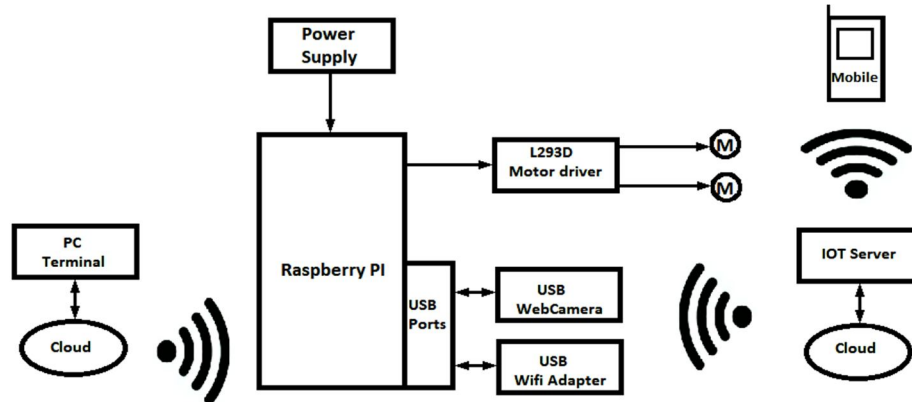 Power
Supply
Mobile
L293D
Motor driver
M
M
PC
Terminal
IOT Server
Raspberry PI
USB
Ports
USB
WebCamera
Cloud
USB
Wifi Adapter
Cloud